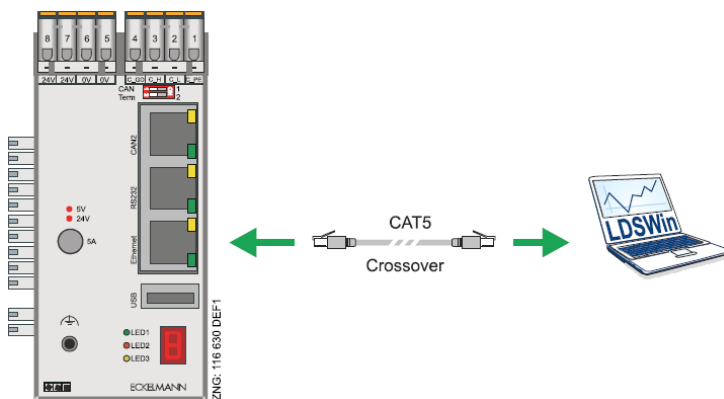 8 7 6 5 4 3 2 1
24V 24V 0V 0V C_GD C_H C_L C_PE
CAN Term 1 2
CAN2
RS232
Ethernet
USB
5V
24V
5A
LED1
LED2
LED3
8
ECKELMANN
ZNG: 116 630 DEF1
CAT5
Crossover
LDSWin